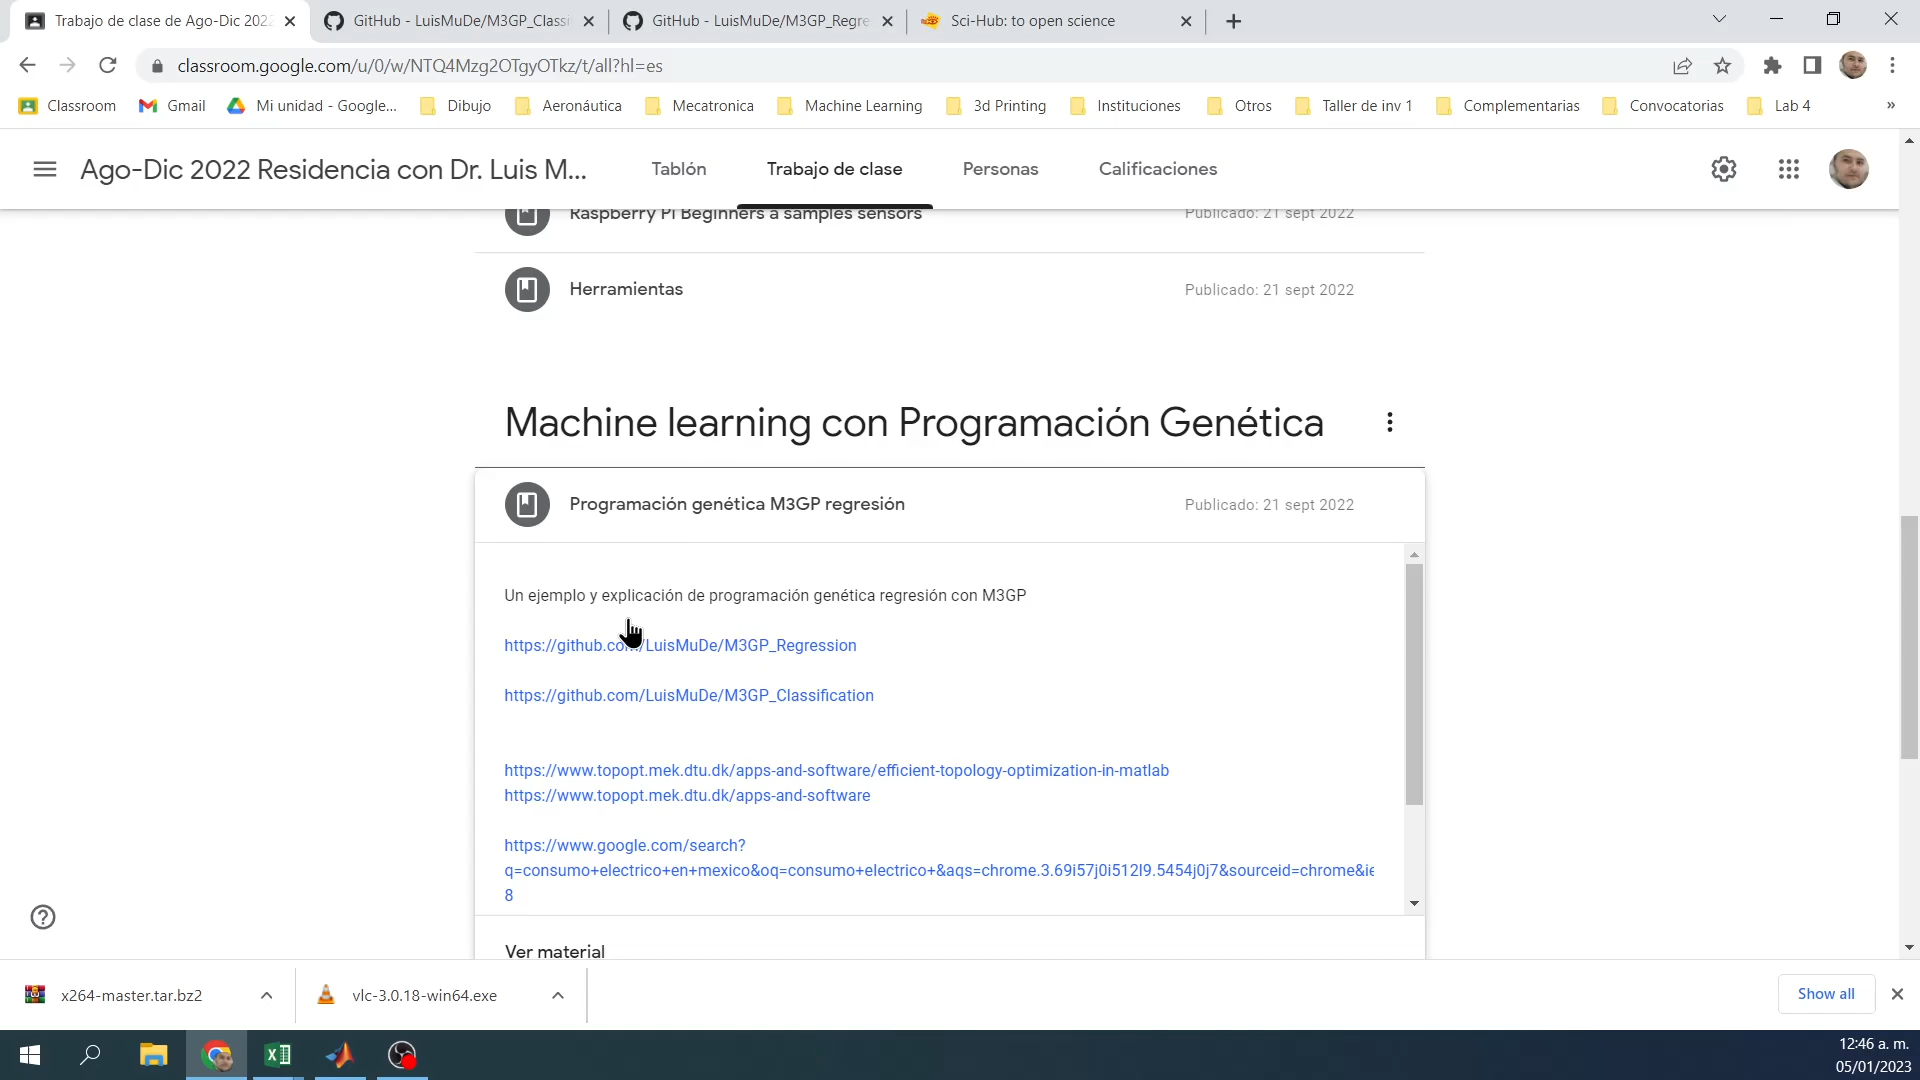 Trabajo de clase de Ago-Dic 2022
GitHub - LuisMuDe/M3GP_Classi
GitHub - LuisMuDe/M3GP_Regre
Sci-Hub: to open science
classroom.google.com/u/0/w/NTQ4Mzg2OTgyOTkz/t/all?hl=es
Classroom
Gmail
Mi unidad - Google...
Dibujo
Aeronáutica
Mecatronica
Machine Learning
3d Printing
Instituciones
Otros
Taller de inv 1
Complementarias
Convocatorias
Lab 4
»
Ago-Dic 2022 Residencia con Dr. Luis M...
Tablón
Trabajo de clase
Personas
Calificaciones
Raspberry Pi Beginners a samples sensors
Publicado: 21 sept 2022
Herramientas
Publicado: 21 sept 2022
Machine learning con Programación Genética
Programación genética M3GP regresión
Publicado: 21 sept 2022
Un ejemplo y explicación de programación genética regresión con M3GP
https://github.com/LuisMuDe/M3GP_Regression
https://github.com/LuisMuDe/M3GP_Classification
https://www.topopt.mek.dtu.dk/apps-and-software/efficient-topology-optimization-in-matlab
https://www.topopt.mek.dtu.dk/apps-and-software
https://www.google.com/search?
q=consumo+electrico+en+mexico&oq=consumo+electrico+&aqs=chrome.3.69i57j0i512l9.5454j0j7&sourceid=chrome&ie
8
Ver material
x264-master.tar.bz2
vlc-3.0.18-win64.exe
Show all
12:46 a. m.
05/01/2023